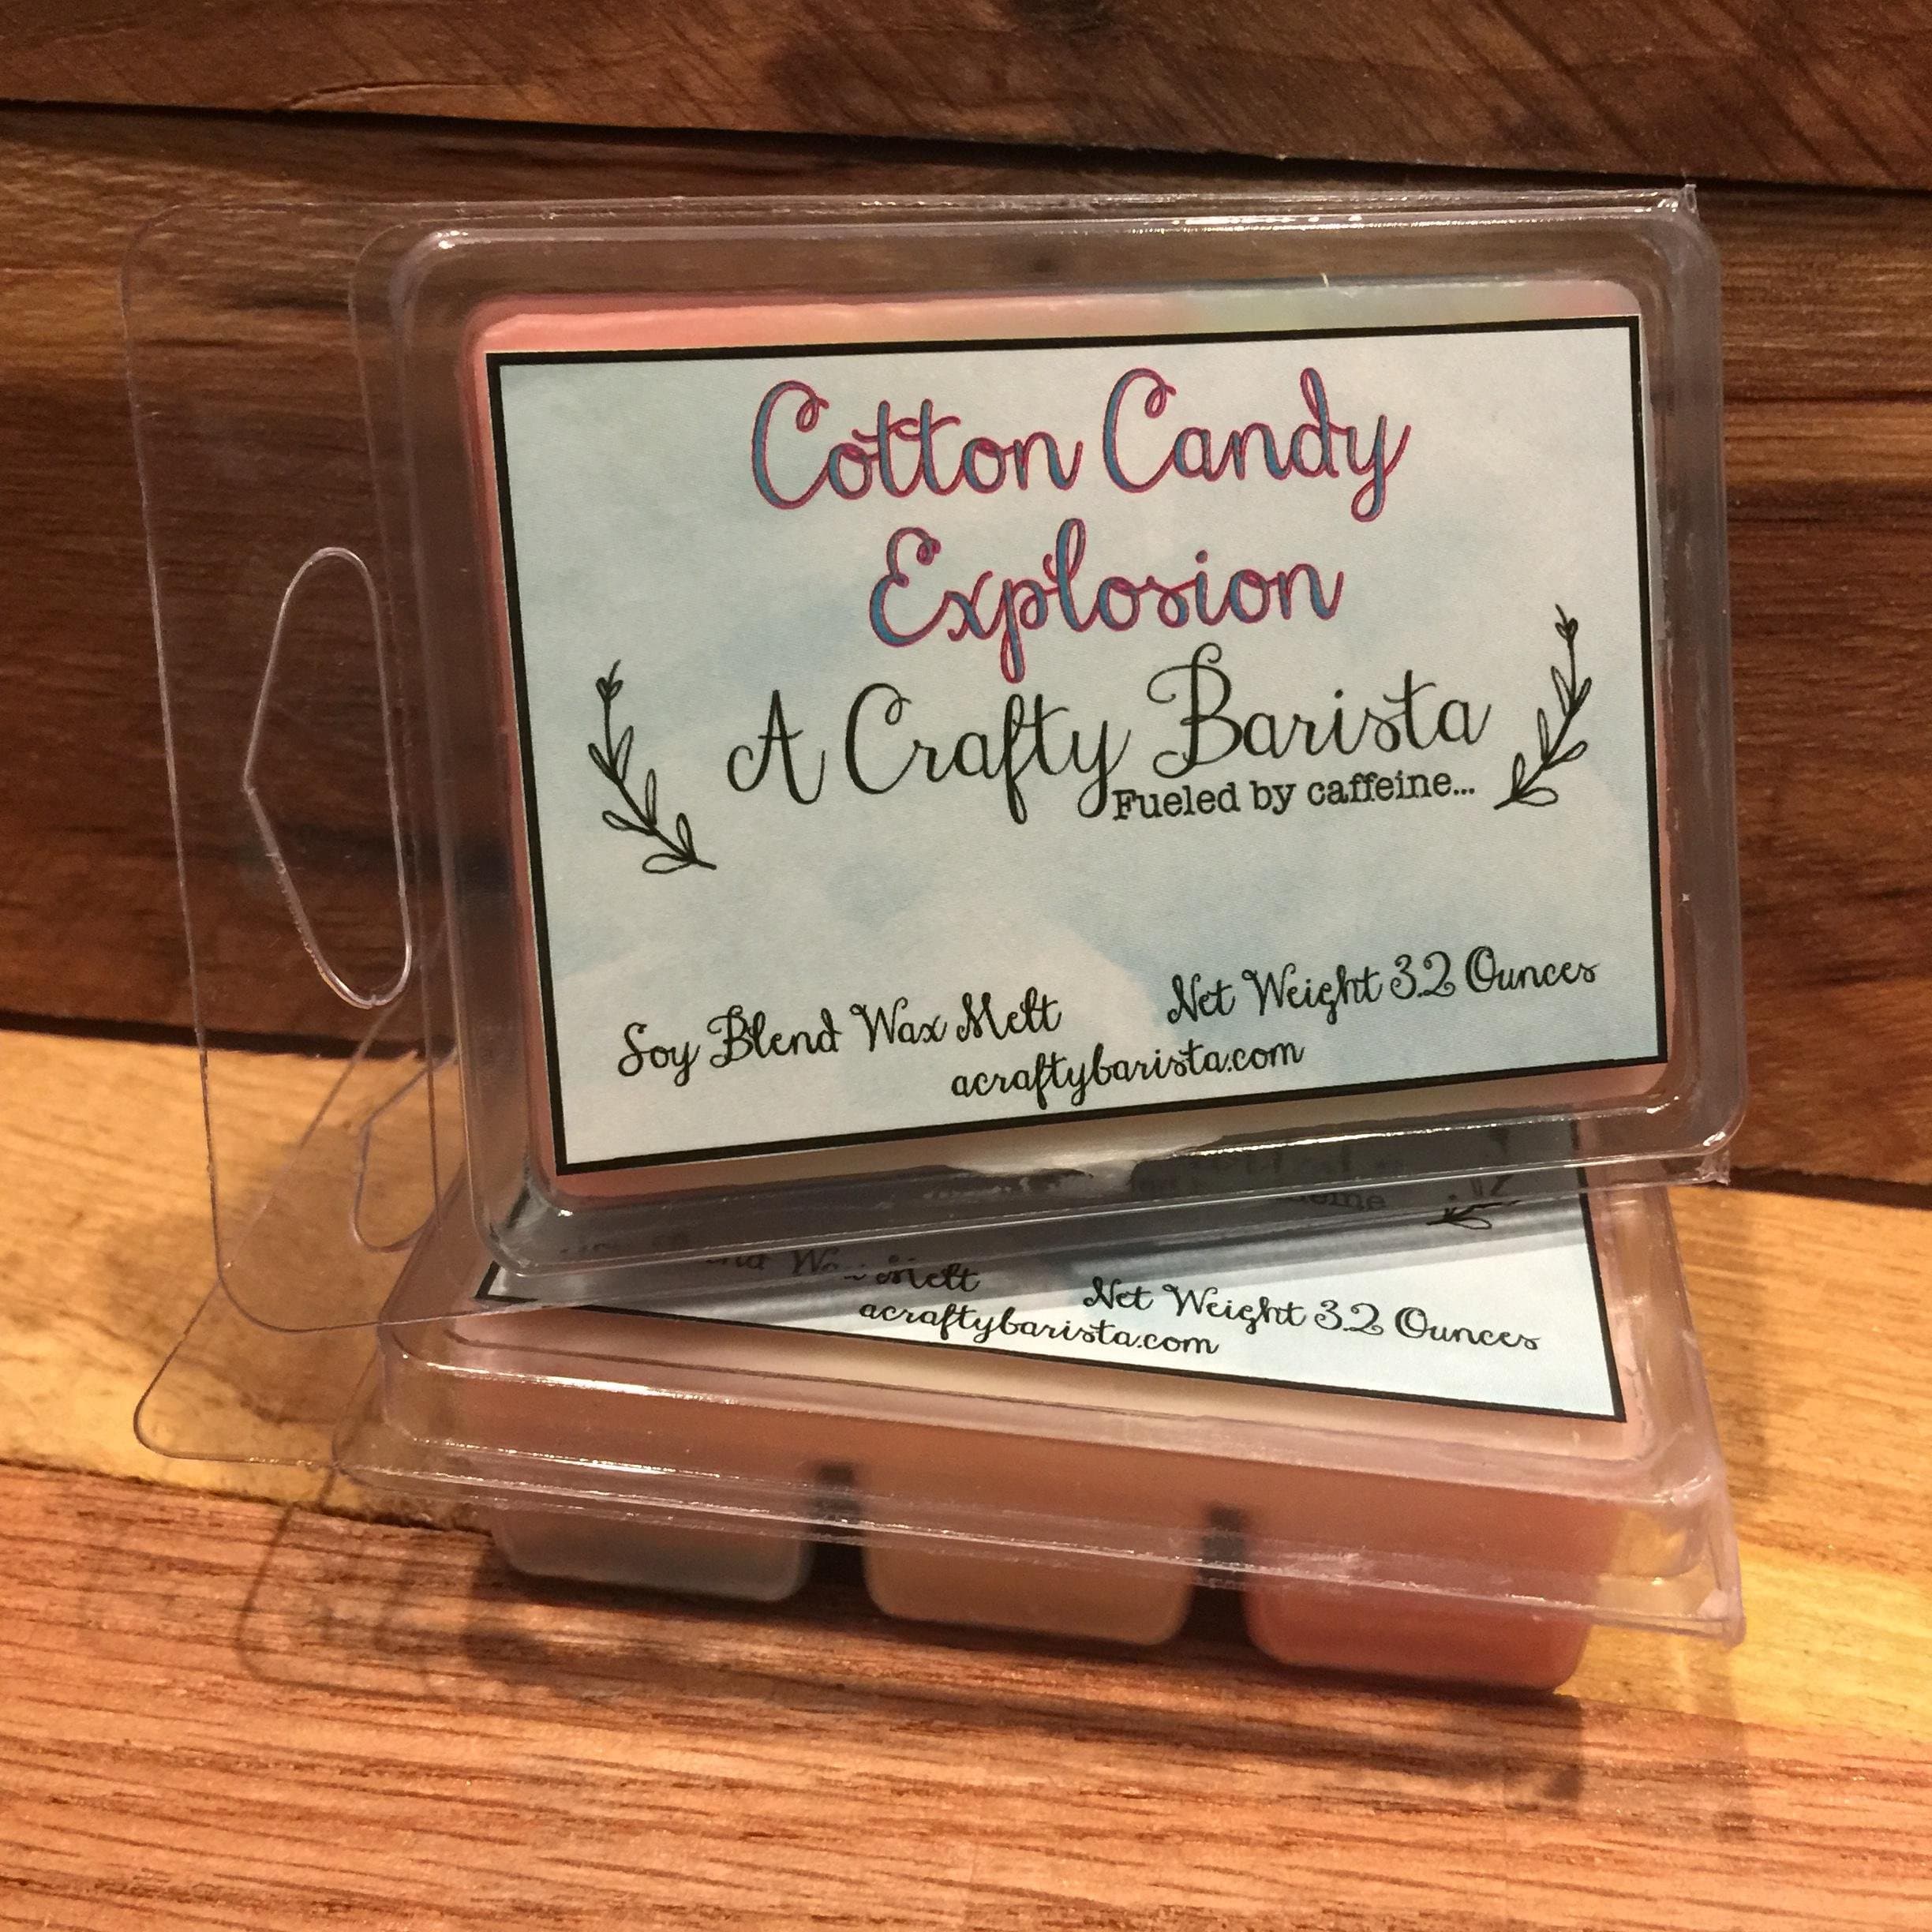 Cotton Candy
Explosion
A Crafty Barista
Fueled by caffeine...
Soy Blend Wax Melt
Net Weight 3.2 Ounces
acraftybarista.com
Melt
Net Weight 3.2 Ounces
acraftybarista.com